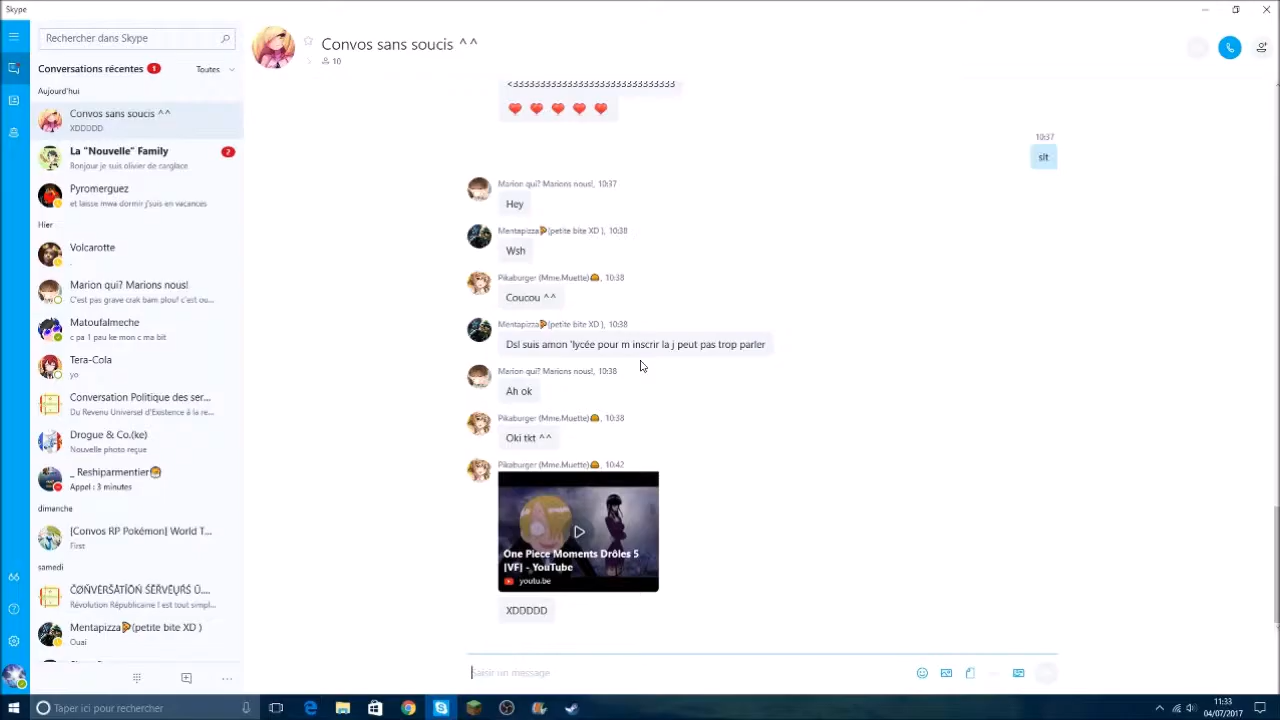 Skype
Rechercher dans Skype
Conversations récentes 1 Toutes
Aujourd'hui
Convos sans soucis ^^
XDDDDD
La "Nouvelle" Family 2
Bonjour je suis olivier de carglace
Pyromerguez
et laisse mwa dormir j'suis en vacances
Hier
Volcarotte
.
Marion qui? Marions nous!
C'est pas grave crak bam plouf c'est ou...
Matoufalmeche
c pa 1 pau ke mon c ma bit
Tera-Cola
yo
Conversation Politique des ser...
Du Revenu Universel d'Existence à la re...
Drogue & Co.(ke)
Nouvelle photo reçue
_ Reshiparmentier
Appel : 3 minutes
dimanche
[Convos RP Pokémon] World T...
First
samedi
Révolution Républicaine ! est tout simpl...
Mentapizza(petite bite XD )
Ouai
Convos sans soucis ^^
10
<3333333333333333333333333333333
10:37
slt
Marion qui? Marions nous!, 10:37
Hey
Mentapizza(petite bite XD ), 10:38
Wsh
Pikaburger (Mme.Muette), 10:38
Coucou ^^
Mentapizza(petite bite XD ), 10:38
Dsl suis amon 'lycée pour m inscrir la j peut pas trop parler
Marion qui? Marions nous!, 10:38
Ah ok
Pikaburger (Mme.Muette), 10:38
Oki tkt ^^
Pikaburger (Mme.Muette), 10:42
One Piece Moments Drôles 5
[VF] - YouTube
youtu.be
XDDDDD
Saisir un message
Taper ici pour rechercher
11:33
04/07/2017